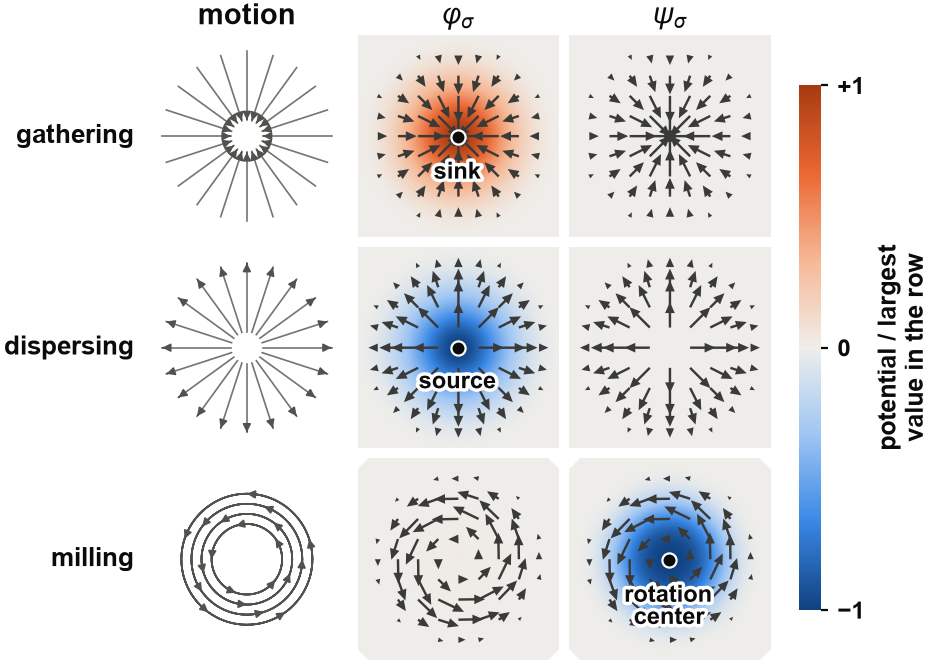 motion φσ ψσ
gathering
sink
+1
dispersing
source
0
potential / largest
value in the row
milling
rotation
center
−1